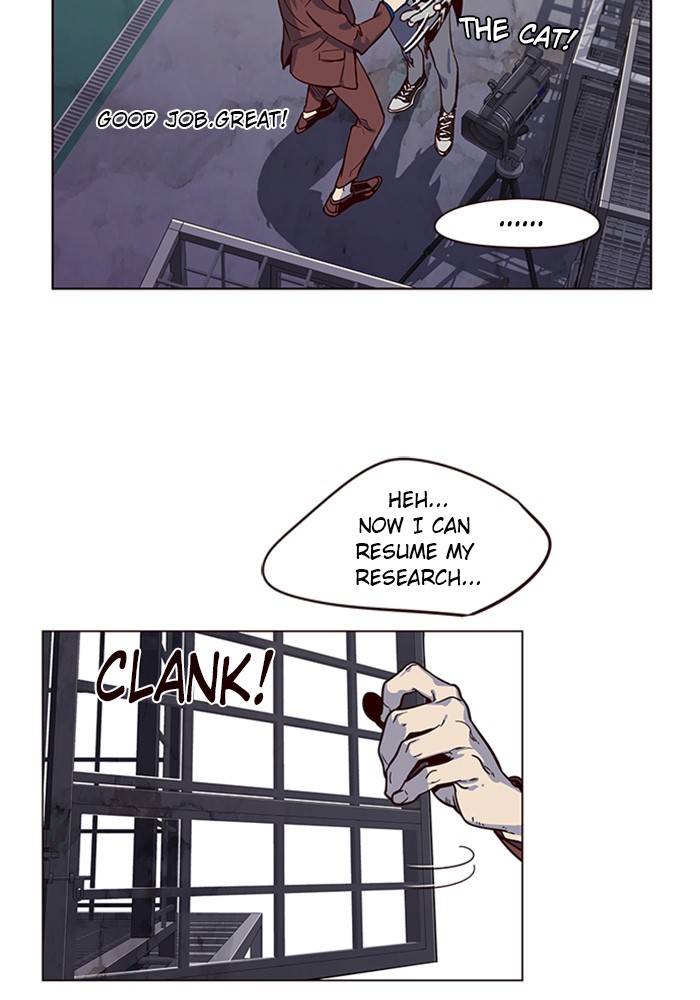 THE CAT!
GOOD JOB.GREAT!
......
HEH...
NOW I CAN
RESUME MY
RESEARCH...
CLANK!